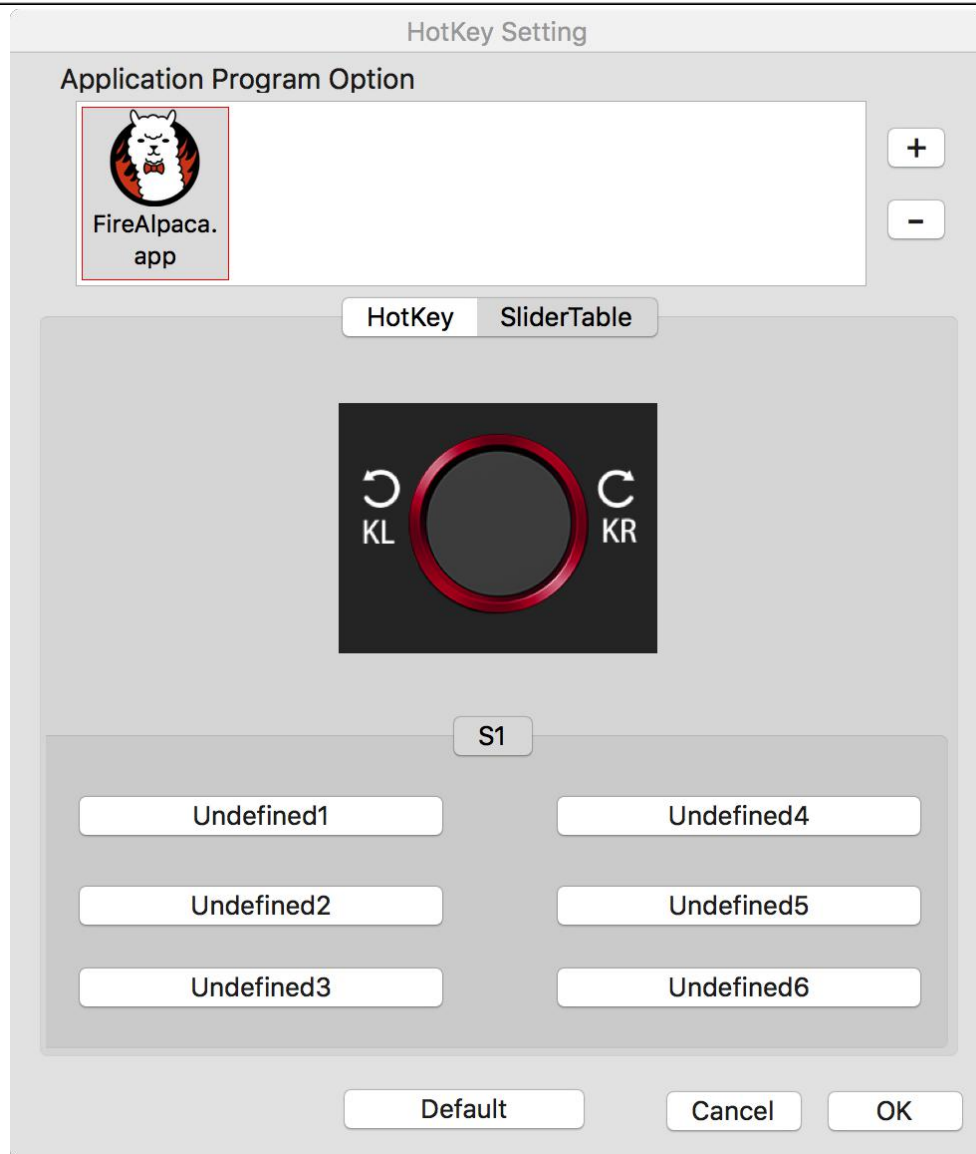 HotKey Setting
Application Program Option
FireAlpaca.
app
+
-
HotKey SliderTable
KL KR
S1
Undefined1 Undefined4
Undefined2 Undefined5
Undefined3 Undefined6
Default Cancel OK